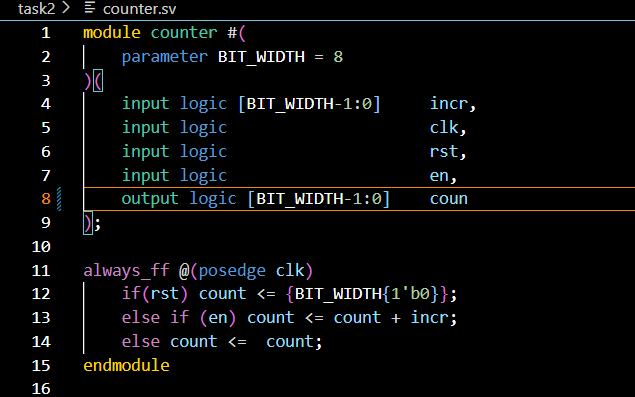 task2 > counter.sv
1 module counter #(
2     parameter BIT_WIDTH = 8
3 )(
4     input logic [BIT_WIDTH-1:0]     incr,
5     input logic                     clk,
6     input logic                     rst,
7     input logic                     en,
8     output logic [BIT_WIDTH-1:0]    coun
9 );
10
11 always_ff @(posedge clk)
12     if(rst) count <= {BIT_WIDTH{1'b0}};
13     else if (en) count <= count + incr;
14     else count <=  count;
15 endmodule
16